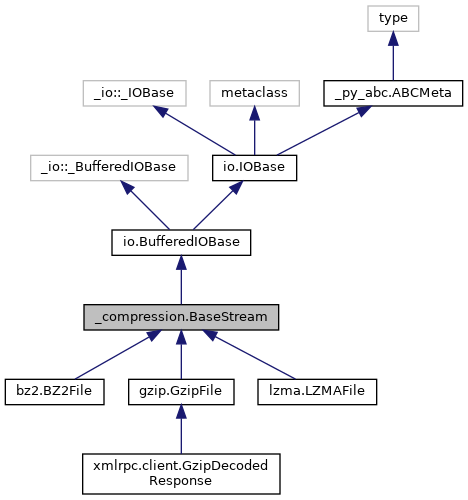 type
_io::_IOBase
metaclass
_py_abc.ABCMeta
_io::_BufferedIOBase
io.IOBase
io.BufferedIOBase
_compression.BaseStream
bz2.BZ2File
gzip.GzipFile
lzma.LZMAFile
xmlrpc.client.GzipDecoded
Response